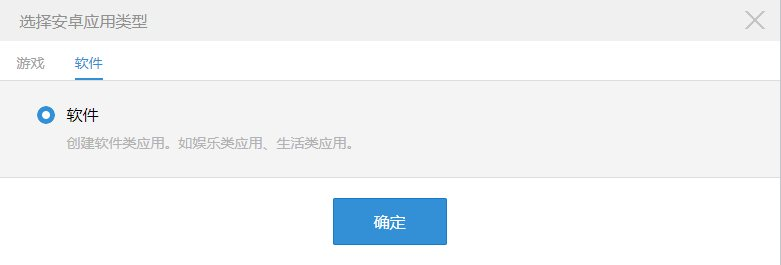 选择安卓应用类型
游戏 软件
软件
创建软件类应用。如娱乐类应用、生活类应用。
确定